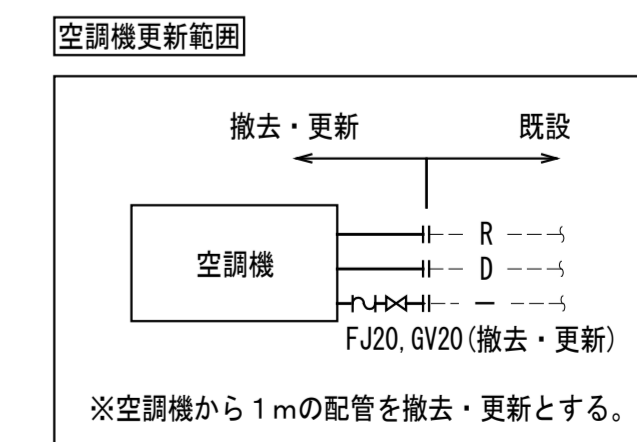 空調機更新範囲
撤去・更新 既設
R
空調機 D
FJ20,GV20(撤去・更新)
※空調機から1mの配管を撤去・更新とする。